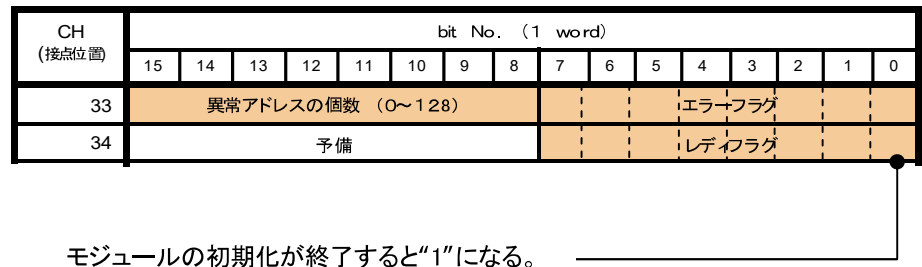 CH
(接点位置)
bit No. (1 word)
15 14 13 12 11 10 9 8 7 6 5 4 3 2 1 0
33 異常アドレスの個数 (0~128) エラーフラグ
34 予備 レディフラグ
モジュールの初期化が終了すると“1”になる。